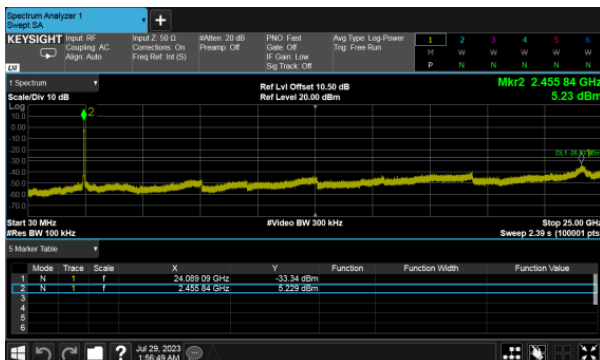 Spectrum Analyzer 1
Swept SA
+
KEYSIGHT Input: RF Input Z: 50 Ω #Atten: 20 dB PNO: Fast Avg Type: Log-Power 1 2 3 4 5 6
Coupling: AC Corrections: On Preamp: Off Gate: Off Trig: Free Run M W W W W W
Align: Auto Freq Ref: Int (S) IF Gain: Low
Sig Track: Off P N N N N N
LXI
1 Spectrum Ref Lvl Offset 10.50 dB Mkr2 2.455 84 GHz
Scale/Div 10 dB Ref Level 20.00 dBm 5.23 dBm
Log
10.0 2
0.00
-10.0
-20.0
-30.0
-40.0
-50.0
-60.0
-70.0
Start 30 MHz #Video BW 300 kHz Stop 25.00 GHz
#Res BW 100 kHz Sweep 2.39 s (100001 pts)
5 Marker Table
Mode Trace Scale X Y Function Function Width Function Value
1 N 1 f 24.089 09 GHz -33.34 dBm
2 N 1 f 2.455 84 GHz 5.229 dBm
3
4
5
6
? Jul 29, 2023
1:56:49 AM